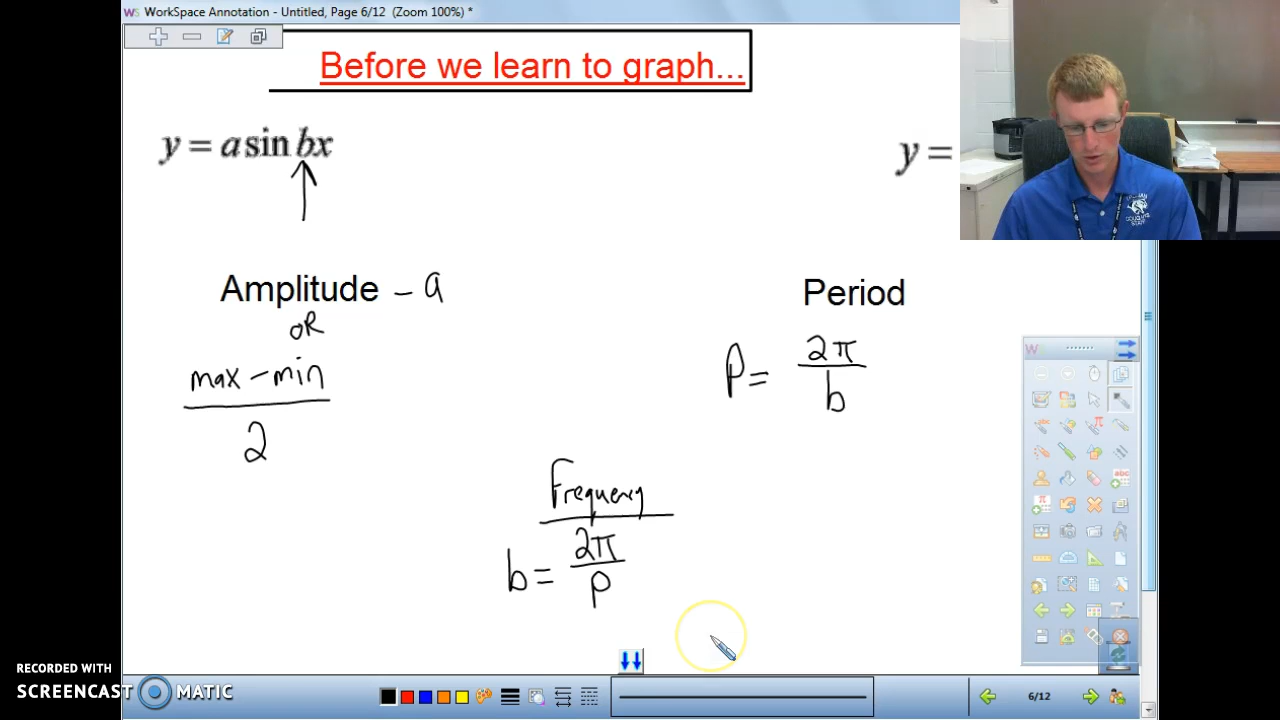 WS WorkSpace Annotation - Untitled, Page 6/12 (Zoom 100%) *
Before we learn to graph...
y = a sin bx
y =
Amplitude - a
OR
max - min
2
Period
P = 2π
b
Frequency
b = 2π
P
RECORDED WITH
SCREENCAST MATIC
6/12